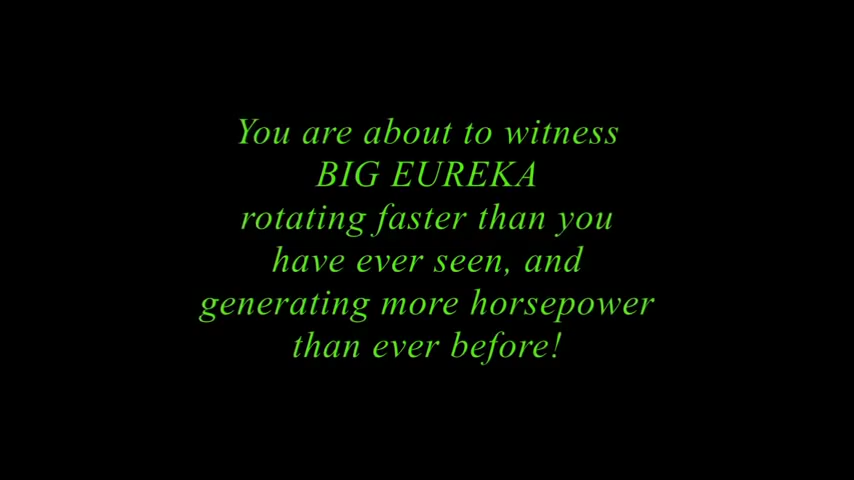 You are about to witness
BIG EUREKA
rotating faster than you
have ever seen, and
generating more horsepower
than ever before!